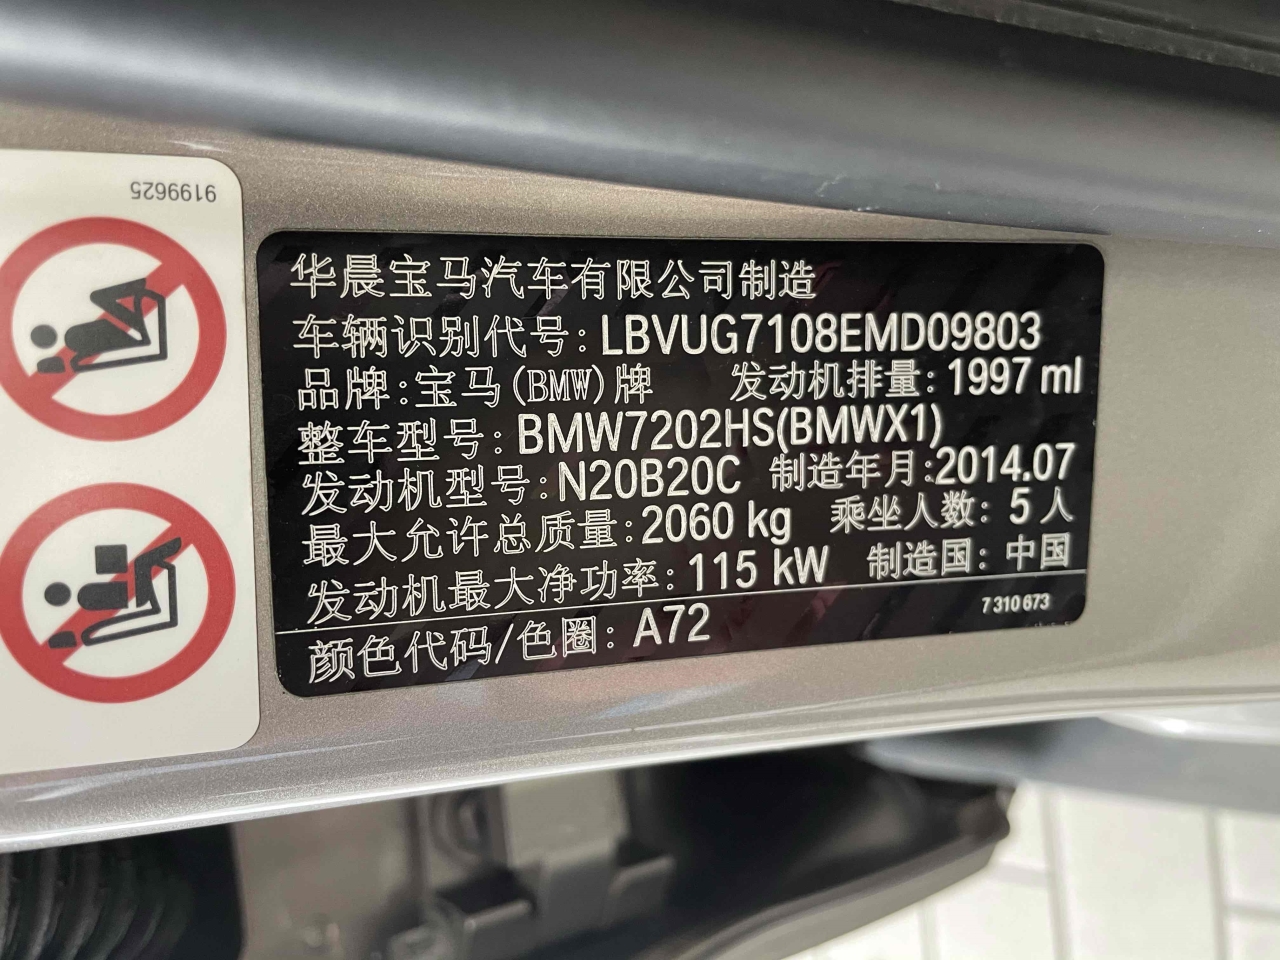 9199625
华晨宝马汽车有限公司制造
车辆识别代号: LBVUG7108EMD09803
品牌:宝马(BMW)牌 发动机排量: 1997 ml
整车型号: BMW7202HS(BMWX1)
发动机型号: N20B20C 制造年月:2014.07
最大允许总质量: 2060 kg 乘坐人数: 5人
发动机最大净功率: 115 kW 制造国: 中国
7 310 673
颜色代码/色圈: A72